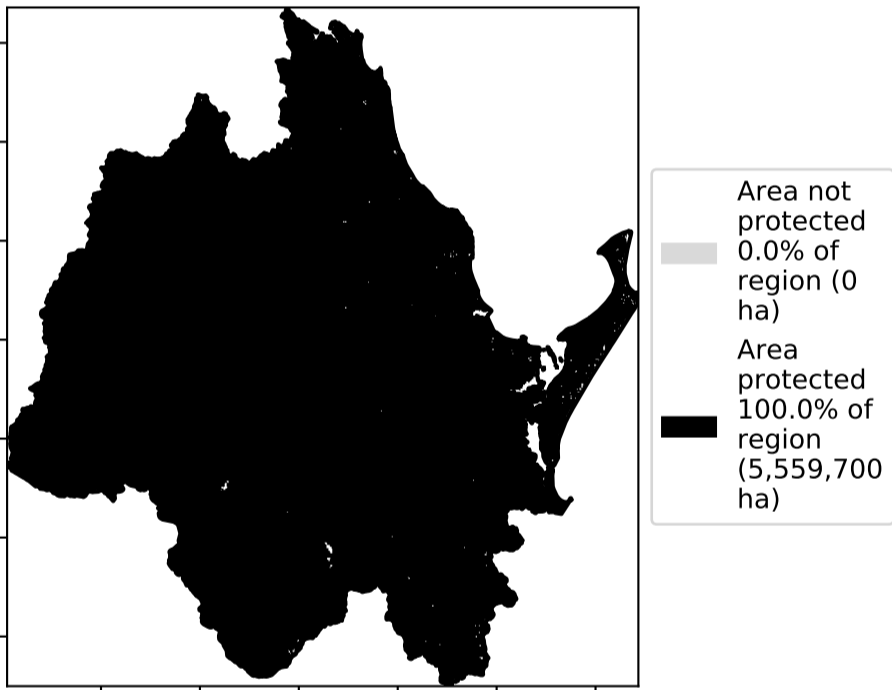 Area not
protected
0.0% of
region (0
ha)
Area
protected
100.0% of
region
(5,559,700
ha)